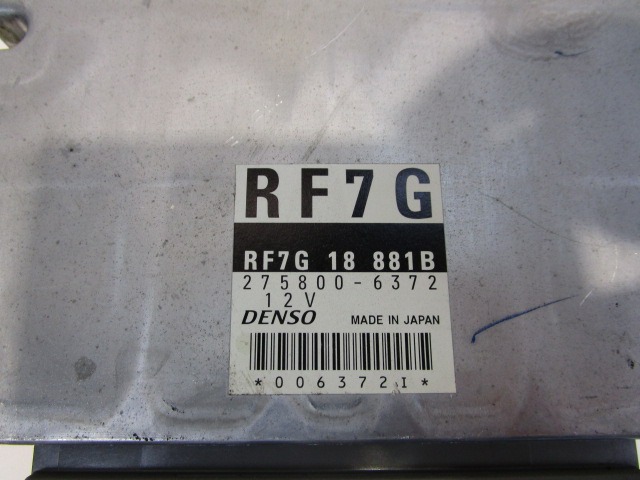 RF7G
RF7G 18 881B
275800-6372
12V
DENSO MADE IN JAPAN
*006372I*